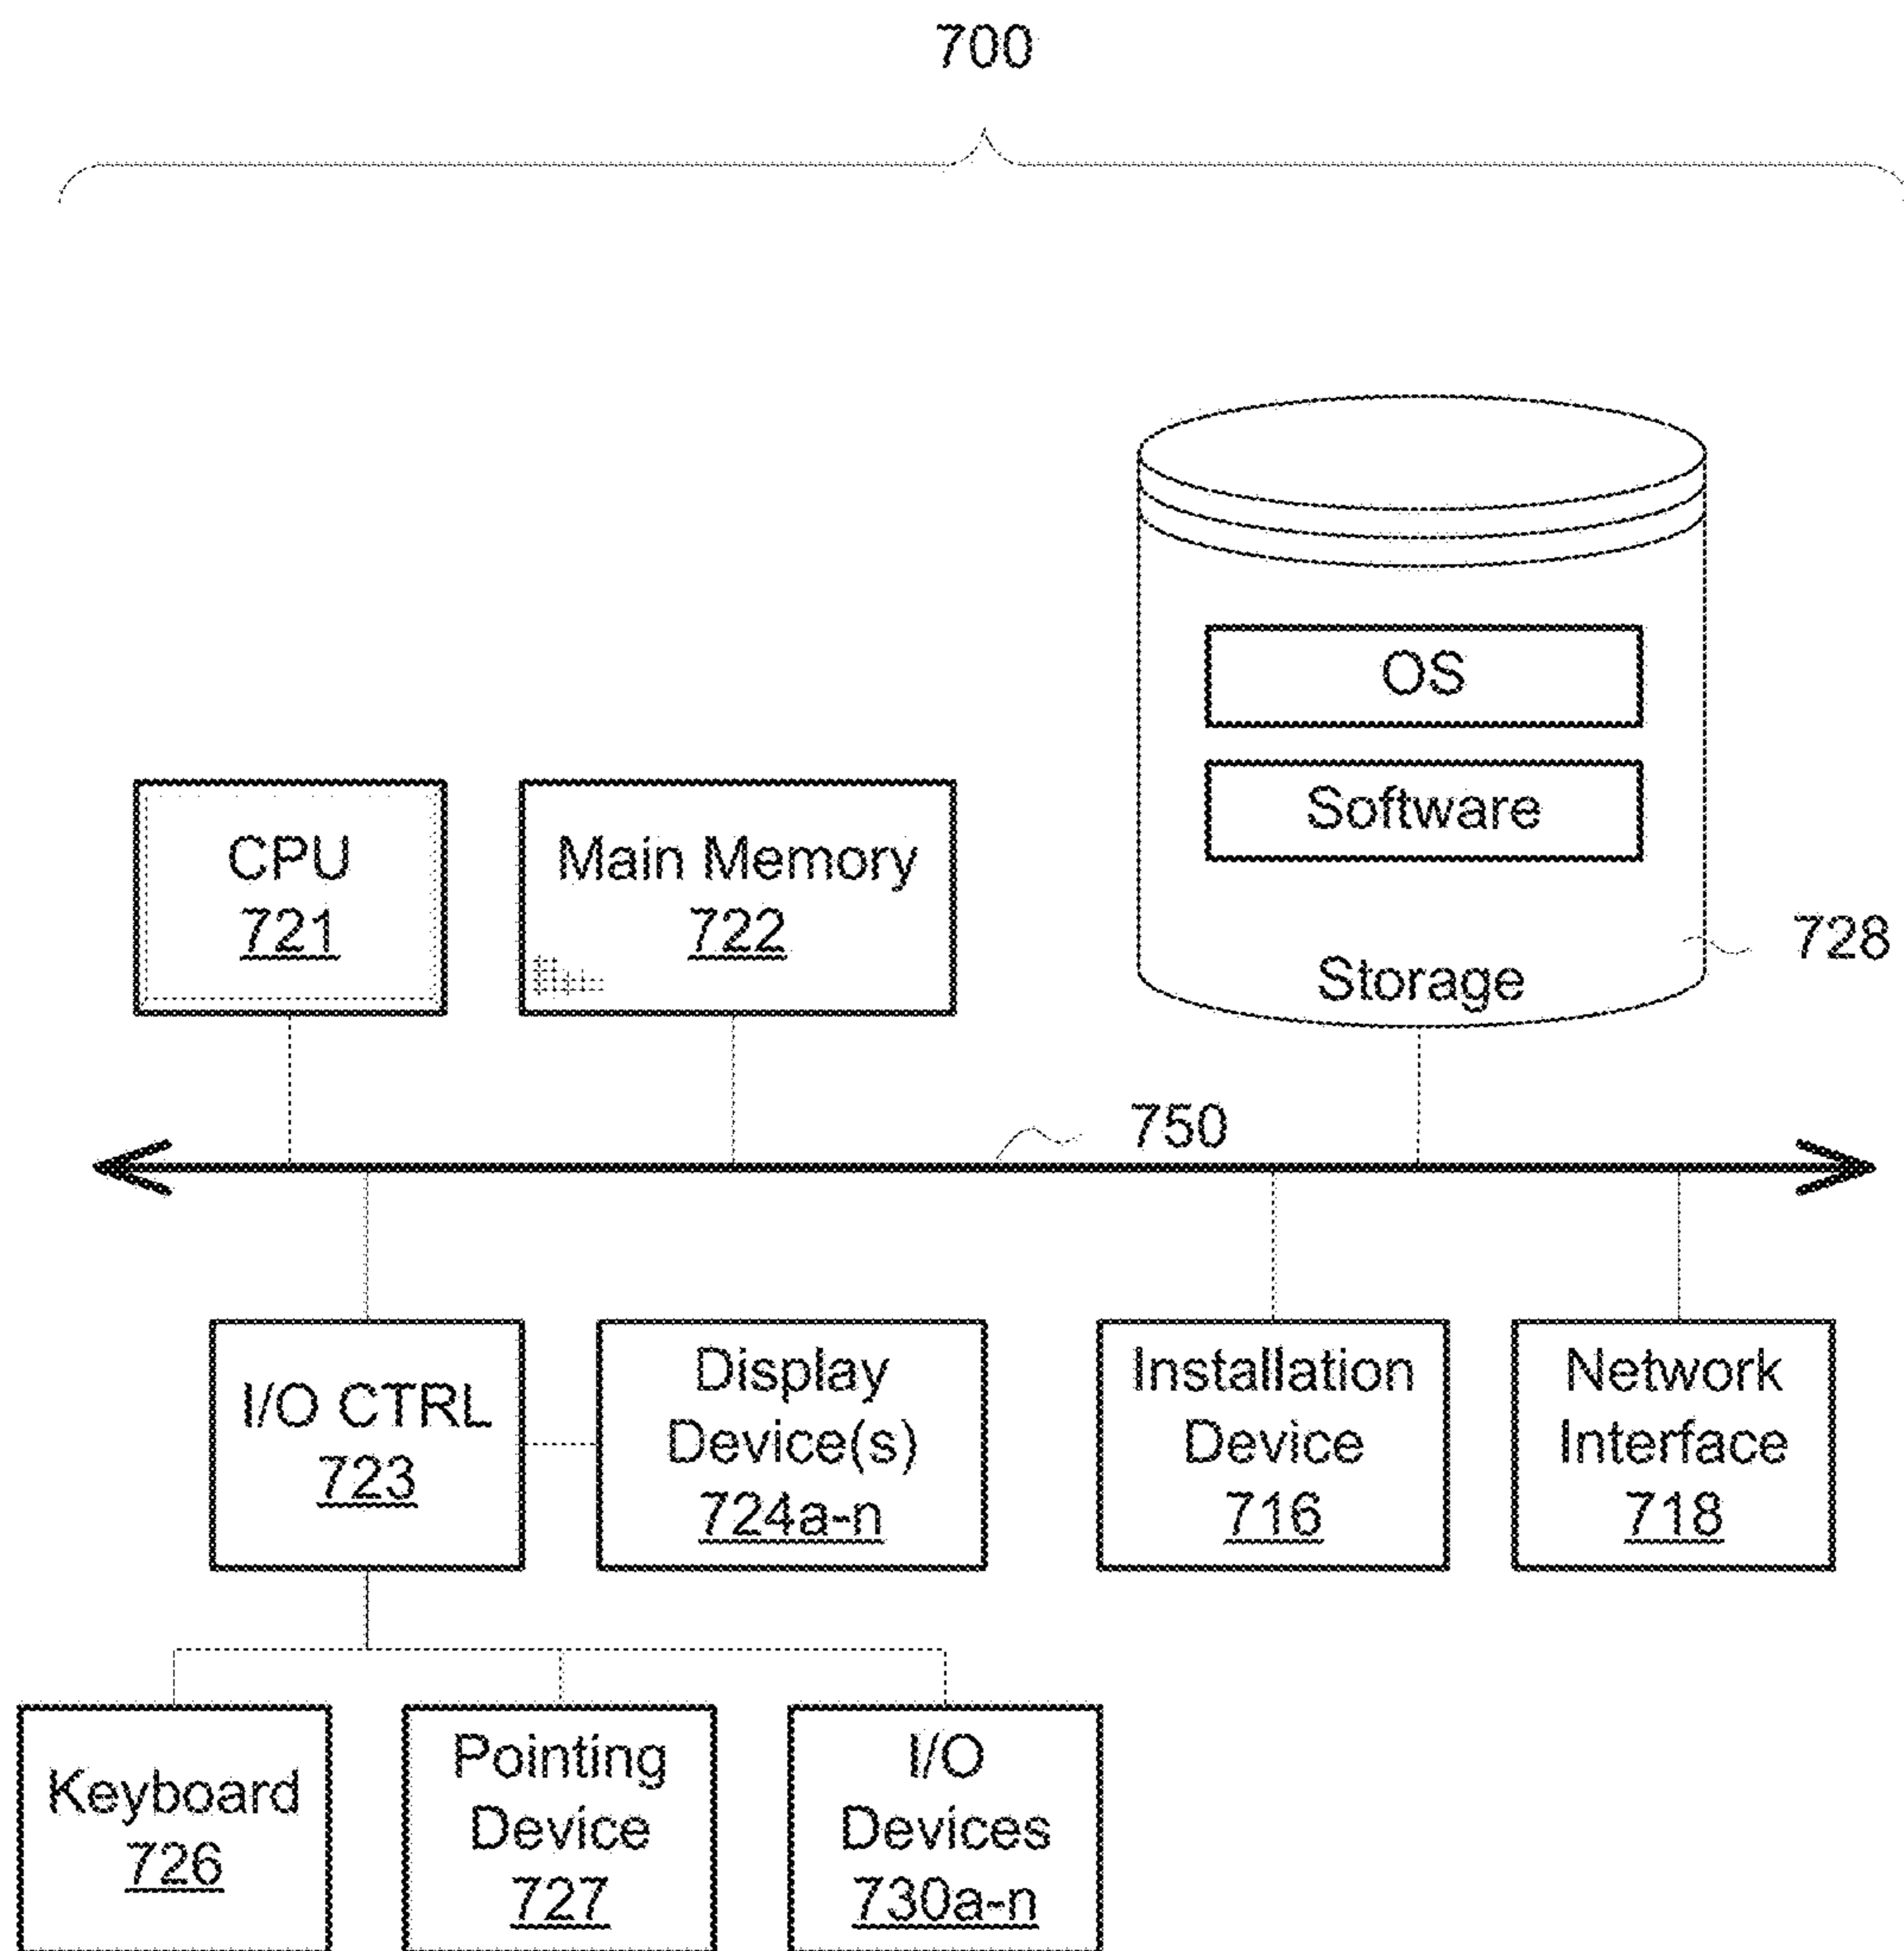 700
OS
Software
Storage
728
CPU
721
Main Memory
722
750
I/O CTRL
723
Display
Device(s)
724a-n
Installation
Device
716
Network
Interface
718
Keyboard
726
Pointing
Device
727
I/O
Devices
730a-n